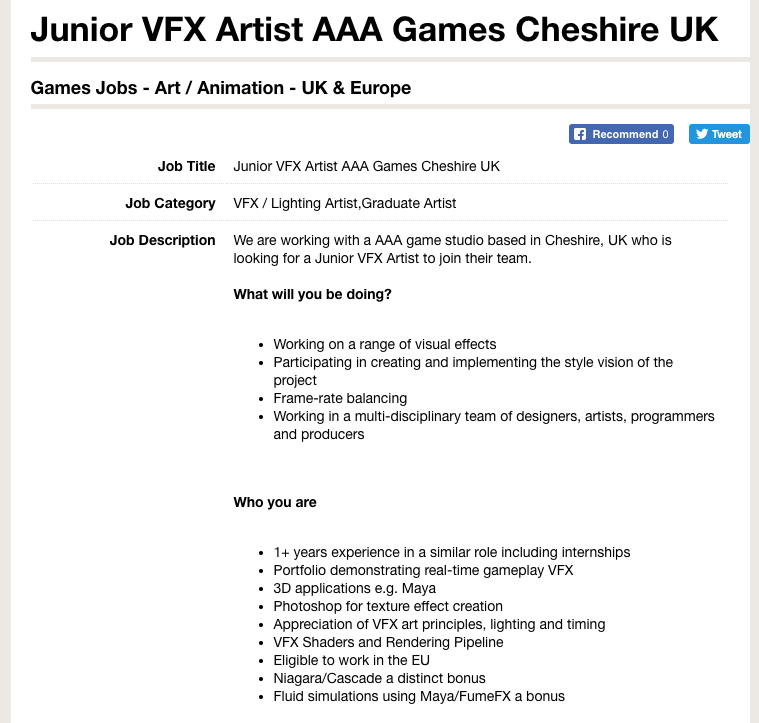 Junior VFX Artist AAA Games Cheshire UK
Games Jobs - Art / Animation - UK & Europe
Recommend 0
Tweet
Job Title Junior VFX Artist AAA Games Cheshire UK
Job Category VFX / Lighting Artist,Graduate Artist
Job Description We are working with a AAA game studio based in Cheshire, UK who is
looking for a Junior VFX Artist to join their team.
What will you be doing?
• Working on a range of visual effects
• Participating in creating and implementing the style vision of the
project
• Frame-rate balancing
• Working in a multi-disciplinary team of designers, artists, programmers
and producers
Who you are
• 1+ years experience in a similar role including internships
• Portfolio demonstrating real-time gameplay VFX
• 3D applications e.g. Maya
• Photoshop for texture effect creation
• Appreciation of VFX art principles, lighting and timing
• VFX Shaders and Rendering Pipeline
• Eligible to work in the EU
• Niagara/Cascade a distinct bonus
• Fluid simulations using Maya/FumeFX a bonus